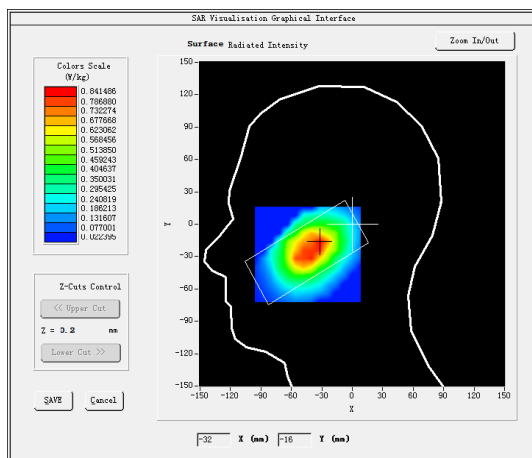 SAR Visualisation Graphical Interface
Surface Radiated Intensity
Zoom In/Out
Colors Scale
(W/kg)
0.841486
0.786880
0.732274
0.677668
0.623062
0.568456
0.513850
0.459243
0.404637
0.350031
0.295425
0.240819
0.186213
0.131607
0.077001
0.022395
Z-Cuts Control
<< Upper Cut
Z = 3.2 mm
Lower Cut >>
SAVE Cancel
150
120
90
60
30
0
-30
-60
-90
-120
-150
Y
-150 -120 -90 -60 -30 0 30 60 90 120 150
X
-32 X (mm) -16 Y (mm)